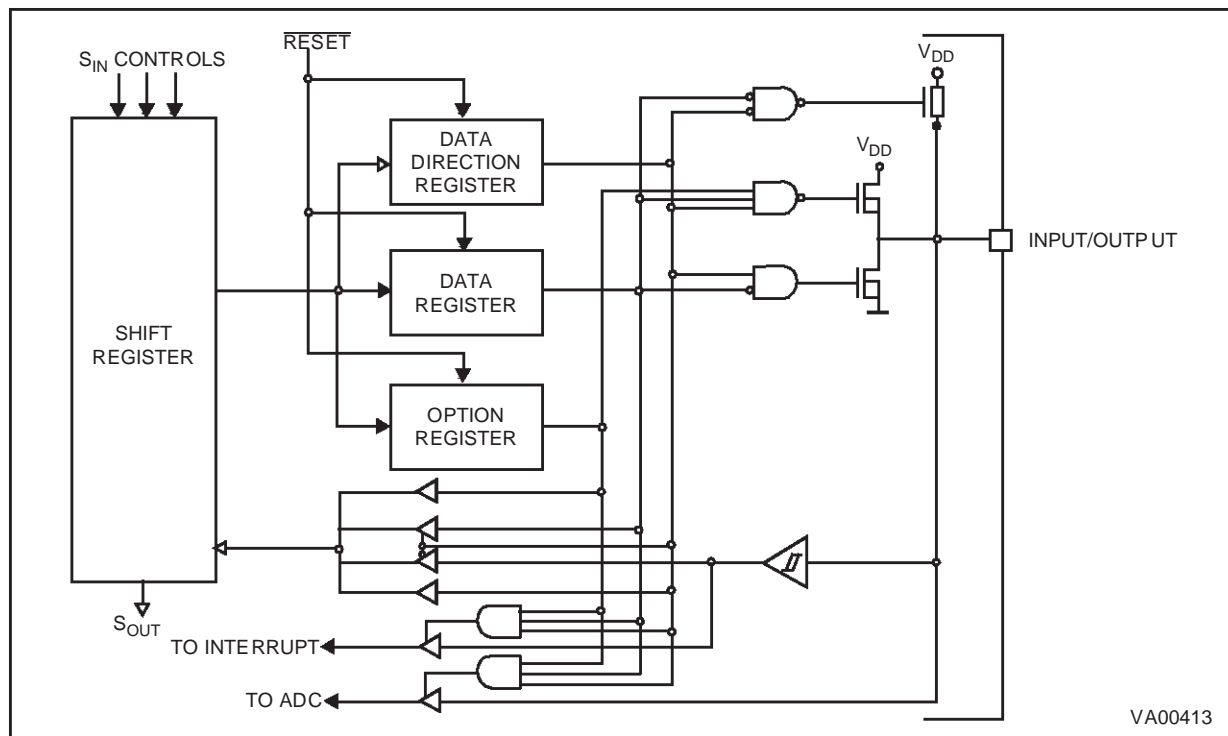 RESET
S_IN CONTROLS
V_DD
DATA
DIRECTION
REGISTER
V_DD
INPUT/OUTPUT
DATA
REGISTER
SHIFT
REGISTER
OPTION
REGISTER
S_OUT
TO INTERRUPT
TO ADC
VA00413